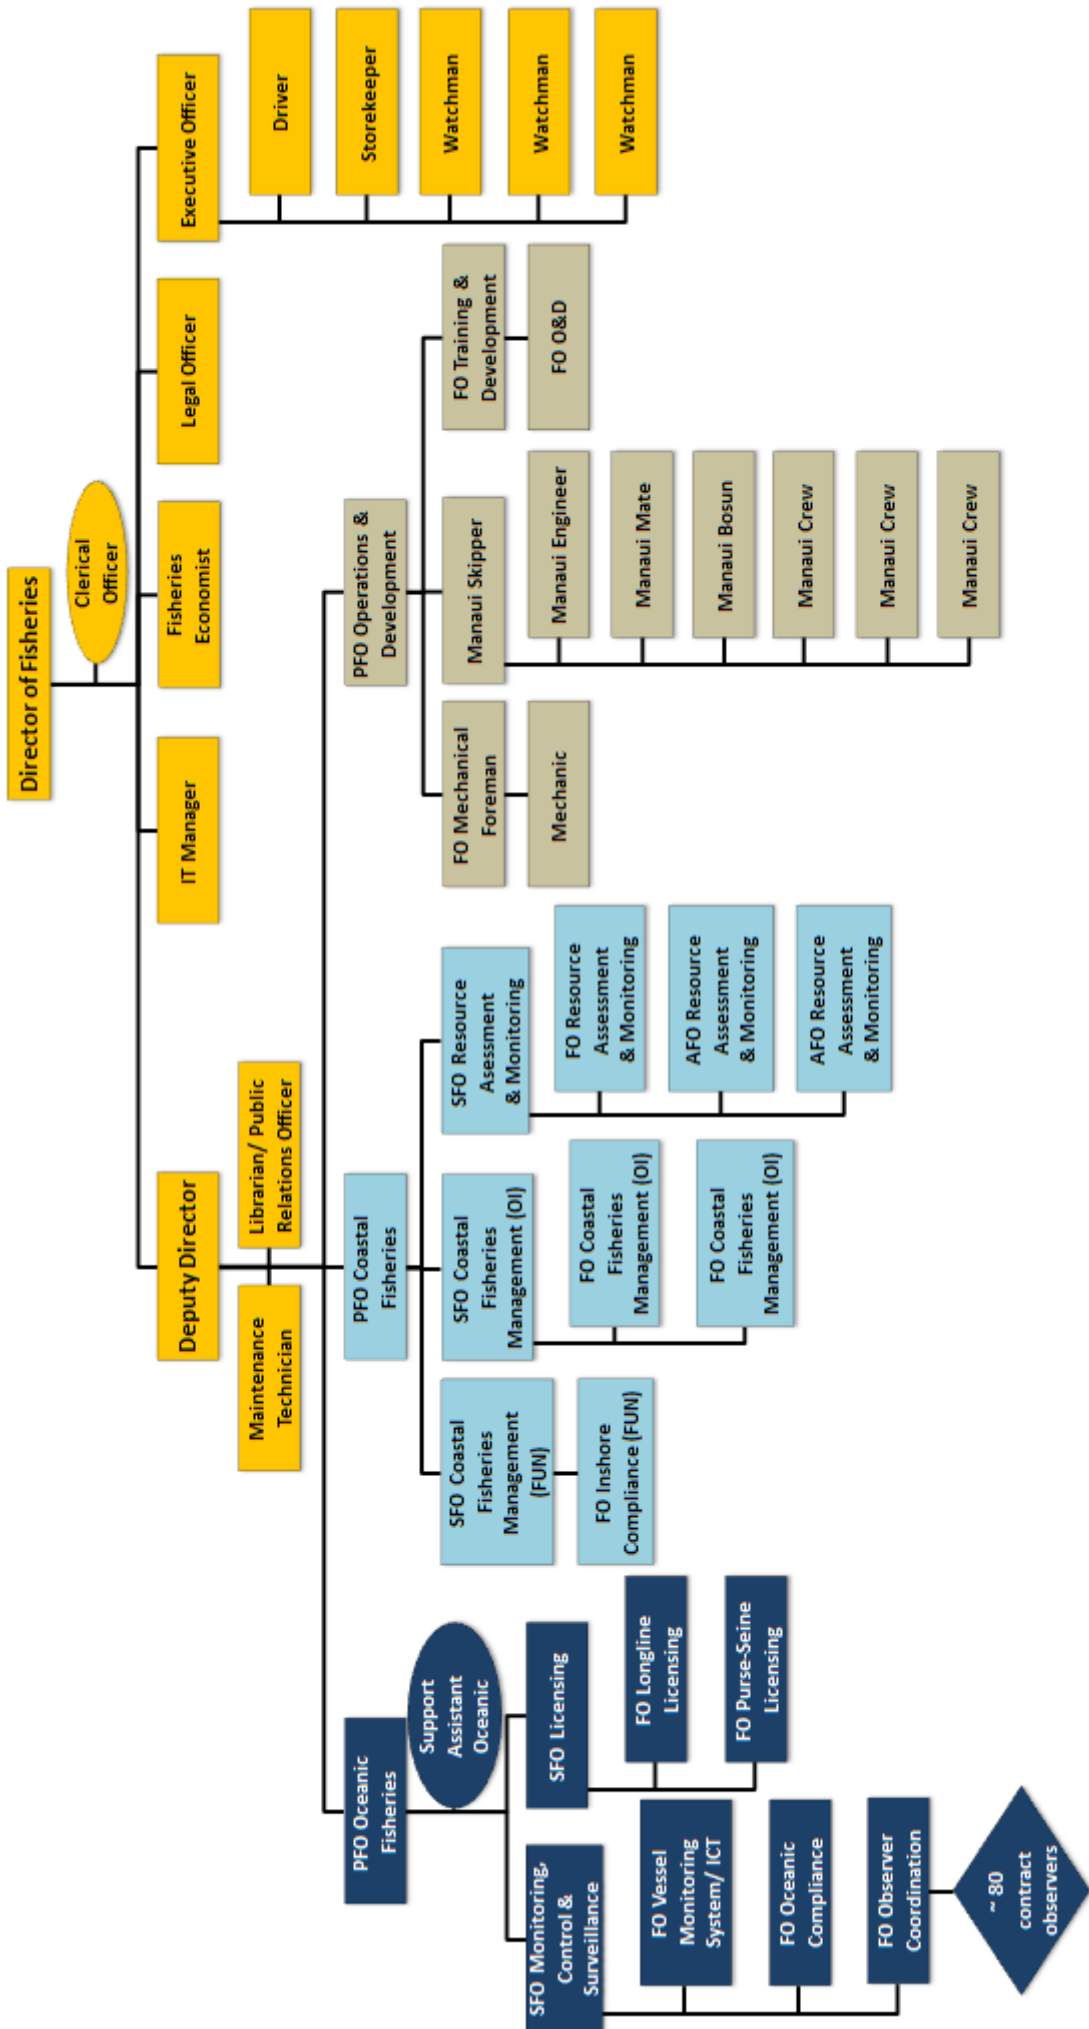 Director of Fisheries
Clerical
Officer
Deputy Director
IT Manager
Fisheries
Economist
Legal Officer
Executive Officer
Maintenance
Technician
Librarian/ Public
Relations Officer
Driver
Storekeeper
Watchman
Watchman
Watchman
PFO Oceanic
Fisheries
Support
Assistant
Oceanic
SFO Monitoring,
Control &
Surveillance
FO Vessel
Monitoring
System/ ICT
FO Oceanic
Compliance
FO Observer
Coordination
~ 80
contract
observers
SFO Licensing
FO Longline
Licensing
FO Purse-Seine
Licensing
PFO Coastal
Fisheries
SFO Coastal
Fisheries
Management
(FUN)
FO Inshore
Compliance (FUN)
SFO Coastal
Fisheries
Management (OI)
FO Coastal
Fisheries
Management (OI)
FO Coastal
Fisheries
Management (OI)
SFO Resource
Asessment
& Monitoring
FO Resource
Assessment
& Monitoring
AFO Resource
Assessment
& Monitoring
AFO Resource
Assessment
& Monitoring
PFO Operations &
Development
FO Mechanical
Foreman
Mechanic
Manaui Skipper
Manaui Engineer
Manaui Mate
Manaui Bosun
Manaui Crew
Manaui Crew
Manaui Crew
FO Training &
Development
FO O&D